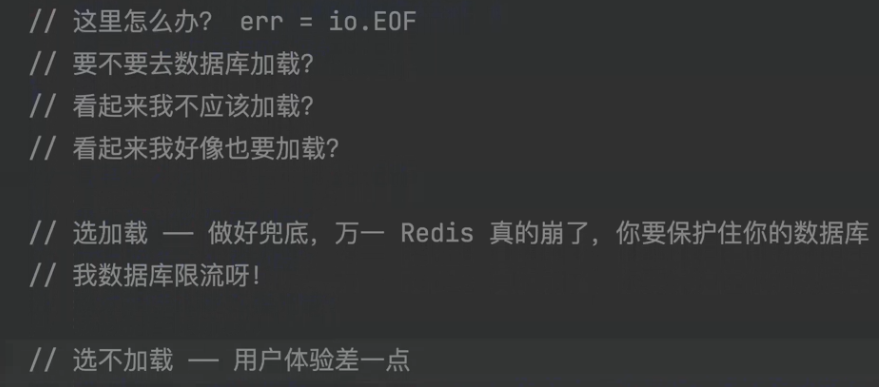 // 这里怎么办? err = io.EOF
// 要不要去数据库加载?
// 看起来我不应该加载?
// 看起来我好像也要加载?
// 选加载 —— 做好兜底，万一 Redis 真的崩了，你要保护住你的数据库
// 我数据库限流呀!
// 选不加载 —— 用户体验差一点